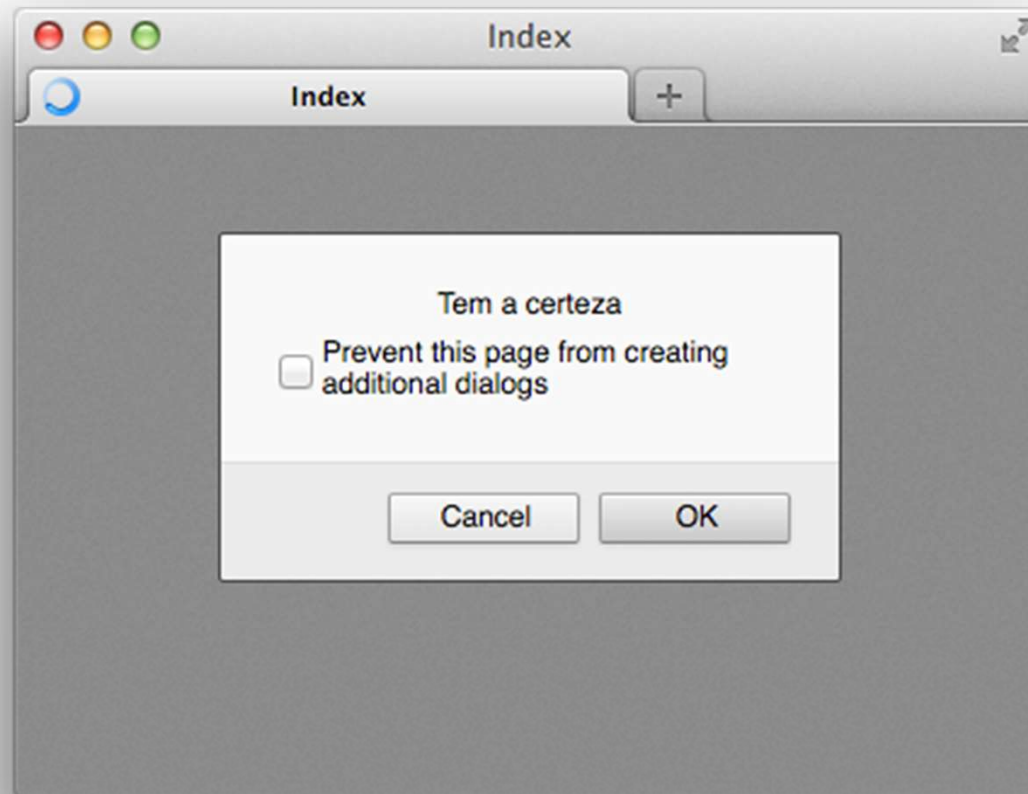 Index
Index
Tem a certeza
Prevent this page from creating
additional dialogs
Cancel
OK